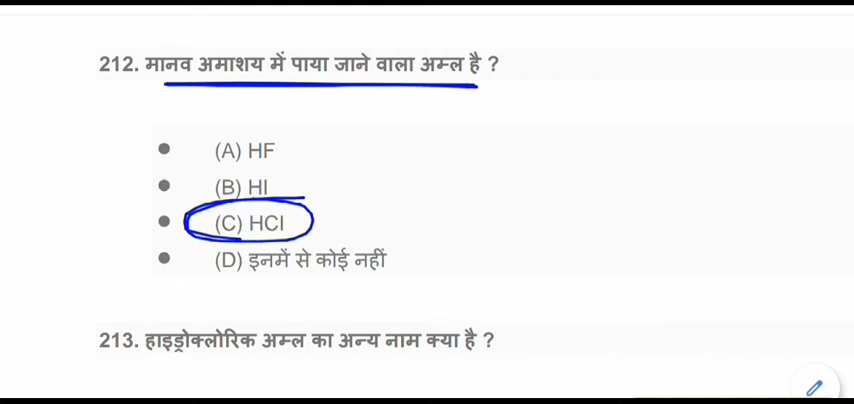 212. मानव अमाशय में पाया जाने वाला अम्ल है ?
(A) HF
(B) HI
(C) HCl
(D) इनमें से कोई नहीं
213. हाइड्रोक्लोरिक अम्ल का अन्य नाम क्या है ?